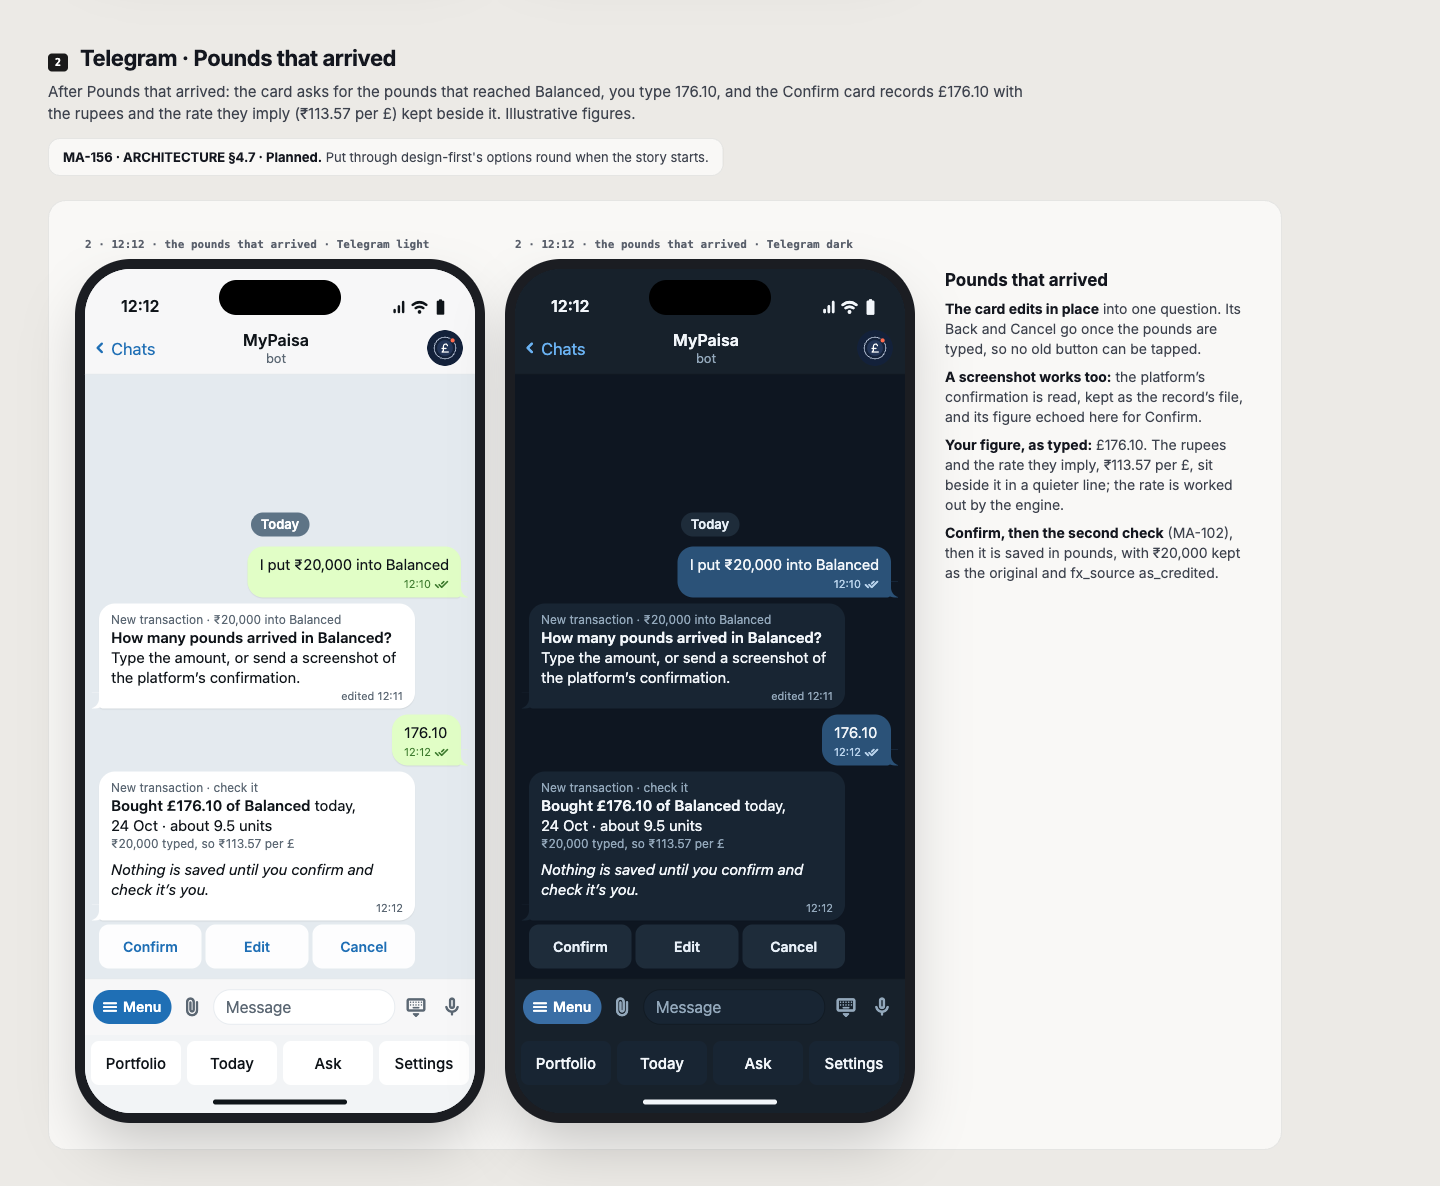 2 Telegram · Pounds that arrived
After Pounds that arrived: the card asks for the pounds that reached Balanced, you type 176.10, and the Confirm card records £176.10 with
the rupees and the rate they imply (₹113.57 per £) kept beside it. Illustrative figures.
MA-156 · ARCHITECTURE §4.7 · Planned. Put through design-first's options round when the story starts.
2 · 12:12 · the pounds that arrived · Telegram light
12:12
Chats
MyPaisa
bot
£
Today
I put ₹20,000 into Balanced
12:10
New transaction · ₹20,000 into Balanced
How many pounds arrived in Balanced?
Type the amount, or send a screenshot of
the platform’s confirmation.
edited 12:11
176.10
12:12
New transaction · check it
Bought £176.10 of Balanced today,
24 Oct · about 9.5 units
₹20,000 typed, so ₹113.57 per £
Nothing is saved until you confirm and
check it’s you.
12:12
Confirm Edit Cancel
Menu Message
Portfolio Today Ask Settings
2 · 12:12 · the pounds that arrived · Telegram dark
12:12
Chats
MyPaisa
bot
£
Today
I put ₹20,000 into Balanced
12:10
New transaction · ₹20,000 into Balanced
How many pounds arrived in Balanced?
Type the amount, or send a screenshot of
the platform’s confirmation.
edited 12:11
176.10
12:12
New transaction · check it
Bought £176.10 of Balanced today,
24 Oct · about 9.5 units
₹20,000 typed, so ₹113.57 per £
Nothing is saved until you confirm and
check it’s you.
12:12
Confirm Edit Cancel
Menu Message
Portfolio Today Ask Settings
Pounds that arrived
The card edits in place into one question. Its
Back and Cancel go once the pounds are
typed, so no old button can be tapped.
A screenshot works too: the platform’s
confirmation is read, kept as the record’s file,
and its figure echoed here for Confirm.
Your figure, as typed: £176.10. The rupees
and the rate they imply, ₹113.57 per £, sit
beside it in a quieter line; the rate is worked
out by the engine.
Confirm, then the second check (MA-102),
then it is saved in pounds, with ₹20,000 kept
as the original and fx_source as_credited.